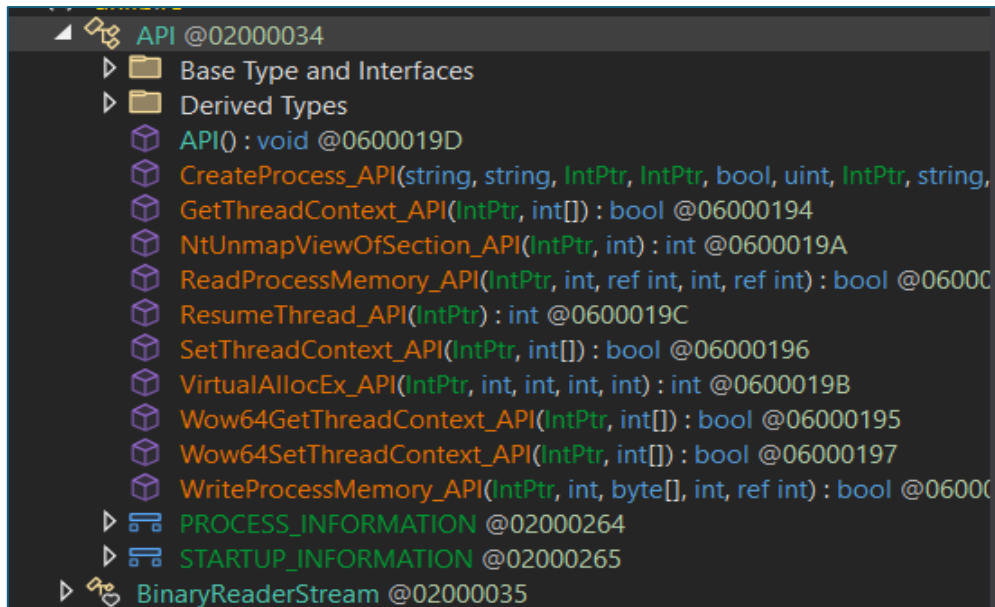 API @02000034
Base Type and Interfaces
Derived Types
API() : void @0600019D
CreateProcess_API(string, string, IntPtr, IntPtr, bool, uint, IntPtr, string,
GetThreadContext_API(IntPtr, int[]) : bool @06000194
NtUnmapViewOfSection_API(IntPtr, int) : int @0600019A
ReadProcessMemory_API(IntPtr, int, ref int, int, ref int) : bool @0600
ResumeThread_API(IntPtr) : int @0600019C
SetThreadContext_API(IntPtr, int[]) : bool @06000196
VirtualAllocEx_API(IntPtr, int, int, int, int) : int @0600019B
Wow64GetThreadContext_API(IntPtr, int[]) : bool @06000195
Wow64SetThreadContext_API(IntPtr, int[]) : bool @06000197
WriteProcessMemory_API(IntPtr, int, byte[], int, ref int) : bool @0600
PROCESS_INFORMATION @02000264
STARTUP_INFORMATION @02000265
BinaryReaderStream @02000035